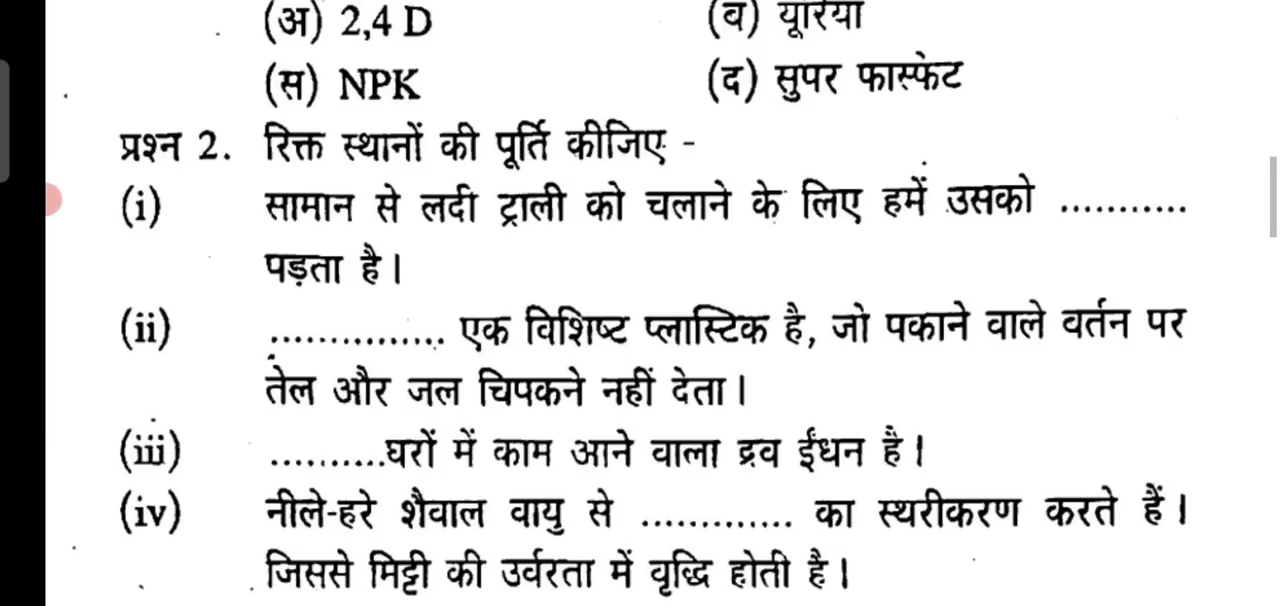 (अ) 2,4 D (व) यूरिया
(स) NPK (द) सुपर फास्फेट
प्रश्न 2. रिक्त स्थानों की पूर्ति कीजिए -
(i) सामान से लदी ट्राली को चलाने के लिए हमें उसको ............
पड़ता है।
(ii) ................ एक विशिष्ट प्लास्टिक है, जो पकाने वाले वर्तन पर
तेल और जल चिपकने नहीं देता।
(iii) ...........घरों में काम आने वाला द्रव ईंधन है।
(iv) नीले-हरे शैवाल वायु से .............. का स्थरीकरण करते हैं।
जिससे मिट्टी की उर्वरता में वृद्धि होती है।